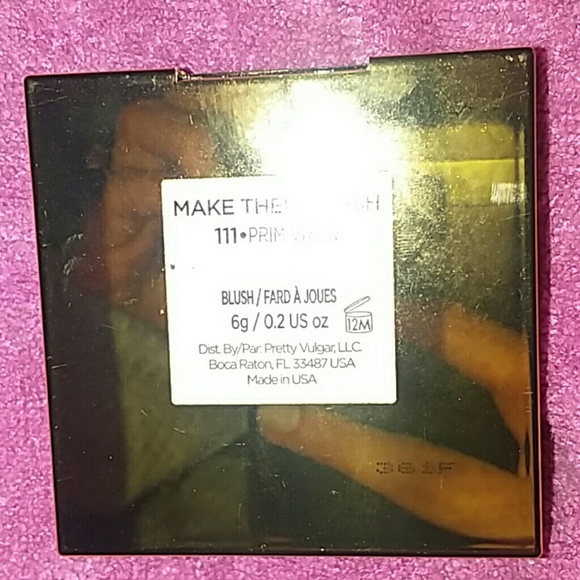 MAKE
111•
BLUSH / FARD À JOUES
6g / 0.2 US oz
12M
Dist. By/Par: Pretty Vulgar, LLC.
Boca Raton, FL 33487 USA
Made in USA
361F